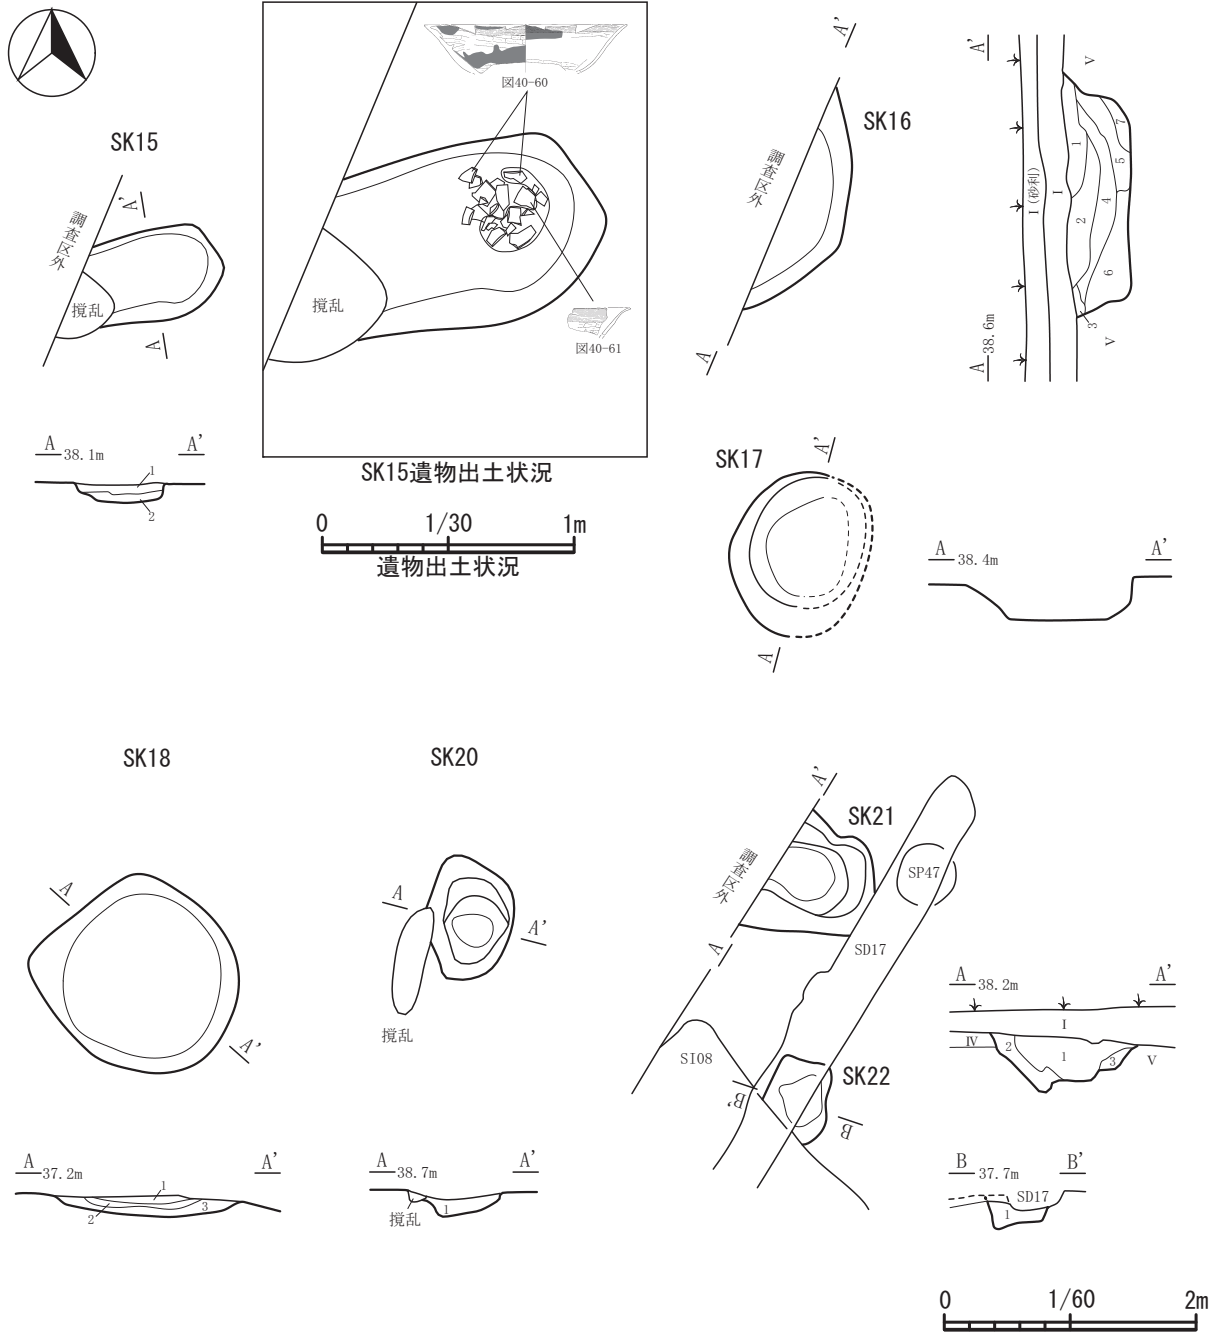 SK15
A'
調査区外
撹乱
A
A 38.1m A'
1
2
図40-60
撹乱
図40-61
SK15遺物出土状況
0 1/30 1m
遺物出土状況
SK16
A'
調査区外
A
A'
V
7
1
5
I（砂利）
I
4
2
6
3
A 38.6m
V
SK17
A'
A
A 38.4m A'
SK18
A
A'
A 37.2m A'
1
2
3
SK20
A
A'
撹乱
A 38.7m A'
1
撹乱
A'
SK21
調査区外
SP47
A
SD17
SI08
SK22
B'
B
A 38.2m A'
I
IV
2
1
3
V
B 37.7m B'
SD17
1
0 1/60 2m